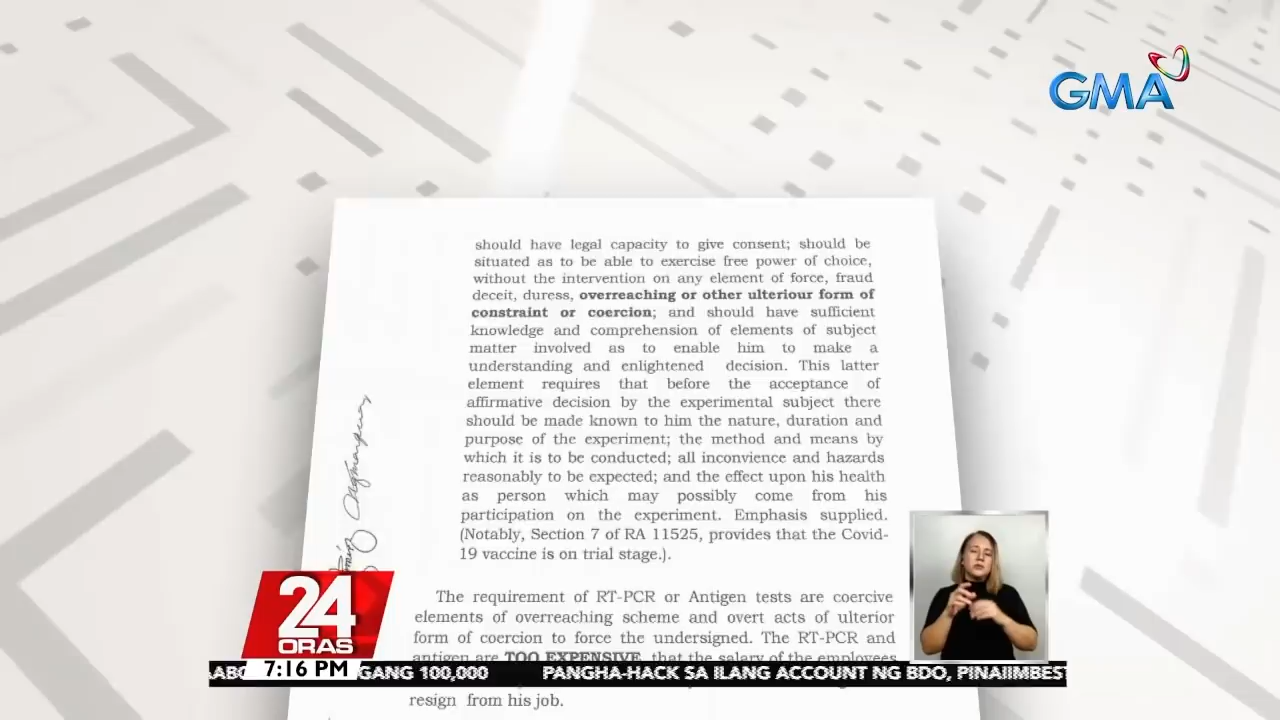 GMA
should have legal capacity to give consent; should be
situated as to be able to exercise free power of choice,
without the intervention on any element of force, fraud
deceit, duress, overreaching or other ulteriour form of
constraint or coercion; and should have sufficient
knowledge and comprehension of elements of subject
matter involved as to enable him to make a
understanding and enlightened decision. This latter
element requires that before the acceptance of
affirmative decision by the experimental subject there
should be made known to him the nature, duration and
purpose of the experiment; the method and means by
which it is to be conducted; all inconvience and hazards
reasonably to be expected; and the effect upon his health
as person which may possibly come from his
participation on the experiment. Emphasis supplied.
(Notably, Section 7 of RA 11525, provides that the Covid-
19 vaccine is on trial stage.).
The requirement of RT-PCR or Antigen tests are coercive
elements of overreaching scheme and overt acts of ulterior
form of coercion to force the undersigned. The RT-PCR and
antigen are TOO EXPENSIVE, that the salary of the employees
resign from his job.
24
ORAS
7:16 PM
GANG 100,000 PANGHA-HACK SA ILANG ACCOUNT NG BDO, PINAIIMBEST